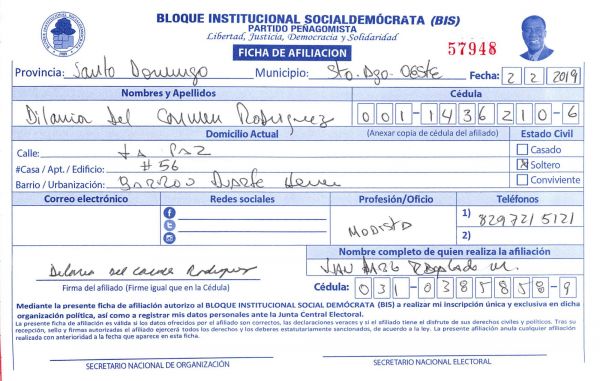 BLOQUE INSTITUCIONAL SOCIALDEMÓCRATA (BIS)
PARTIDO PEÑAGOMISTA
Libertad, Justicia, Democracia y Solidaridad
FICHA DE AFILIACION
57948
Provincia: Santo Domingo Municipio: Sto. Dgo. Oeste Fecha: 2 2 2019
Nombres y Apellidos Cédula
Dilania Del Carmen Rodriguez 001-1436210-6
Domicilio Actual (Anexar copia de cédula del afiliado) Estado Civil
Calle: La Paz Casado
#Casa / Apt. / Edificio: #56 Soltero
Barrio / Urbanización: Duarte Conviviente
Correo electrónico Redes sociales Profesión/Oficio Teléfonos
Modista 1) 829 721 5121
2)
Nombre completo de quien realiza la afiliación
Dilania del Carmen Rodriguez
Firma del afiliado (Firme igual que en la Cédula) Cédula: 031-0385858-9
Mediante la presente ficha de afiliación autorizo al BLOQUE INSTITUCIONAL SOCIAL DEMÓCRATA (BIS) a realizar mi inscripción única y exclusiva en dicha
organización política, así como a registrar mis datos personales ante la Junta Central Electoral.
La presente ficha de afiliación es válida si los datos ofrecidos por el afiliado son correctos, las declaraciones veraces y si el afiliado tiene el disfrute de sus derechos civiles y políticos. Tras su
recepción, sello y firmas autorizadas el afiliado ejercerá todos los derechos y los deberes estatutariamente sancionados, de acuerdo a la ley. La presente afiliación anula cualquier afiliación
realizada con anterioridad a la fecha que aparece en esta ficha.
SECRETARIO NACIONAL DE ORGANIZACIÓN SECRETARIO NACIONAL ELECTORAL